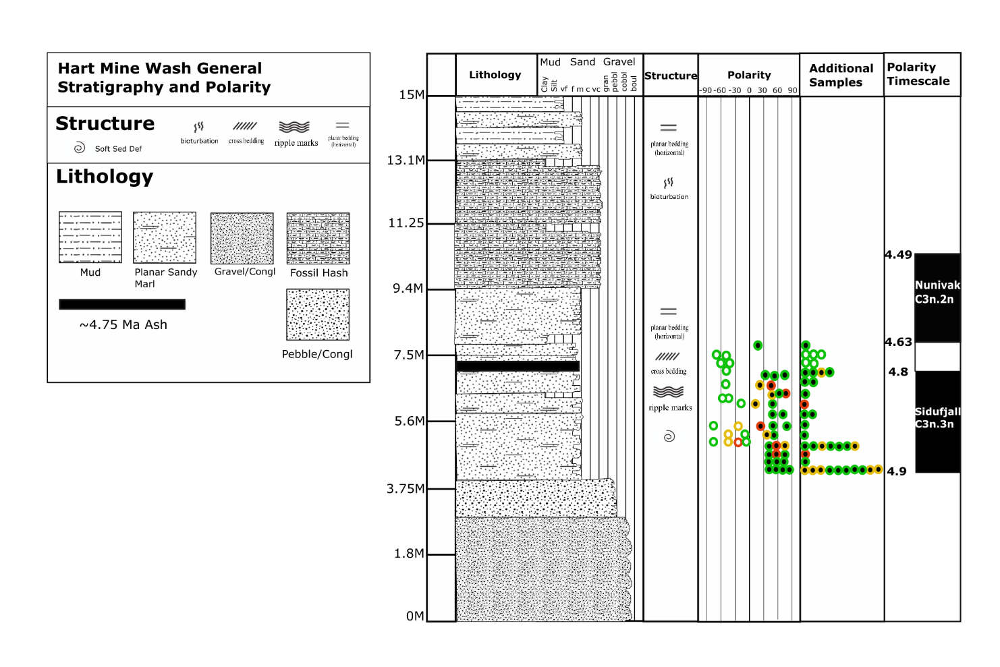 Hart Mine Wash General
Stratigraphy and Polarity
Structure
bioturbation
cross bedding
ripple marks
planar bedding
(horizontal)
Soft Sed Def
Lithology
Mud
Planar Sandy
Marl
Gravel/Congl
Fossil Hash
~4.75 Ma Ash
Pebble/Congl
Lithology
Mud Sand Gravel
Clay
Silt
vf f m c vc
gran
pebbl
cobbl
boul
Structure
Polarity
-90 -60 -30 0 30 60 90
Additional
Samples
Polarity
Timescale
15M
13.1M
11.25
9.4M
7.5M
5.6M
3.75M
1.8M
0M
planar bedding
(horizontal)
bioturbation
planar bedding
(horizontal)
cross bedding
ripple marks
4.49
Nunivak
C3n.2n
4.63
4.8
Sidufjall
C3n.3n
4.9